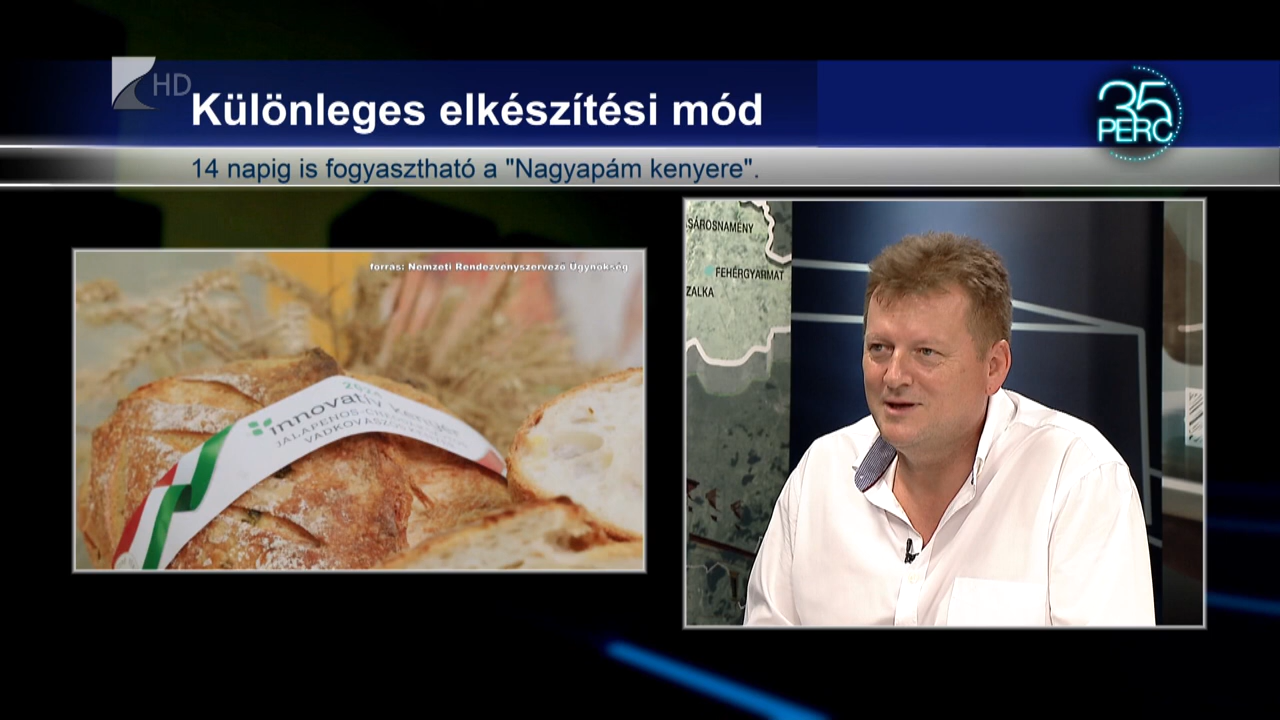 HD
Különleges elkészítési mód
35
PERC
14 napig is fogyasztható a "Nagyapám kenyere".
forrás: Nemzeti Rendezvényszervező Ügynökség
innovatív kenyér
VADKOVÁSZOS
SÁROSNAMÉNY
FEHÉRGYARMAT
ZALKA